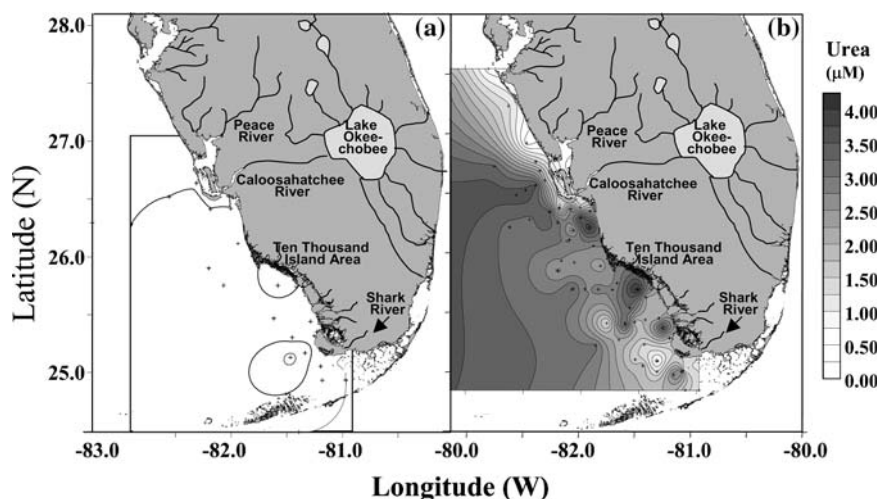 (a)
(b)
Urea
(µM)
28.0
27.0
26.0
25.0
Latitude (N)
Peace
River
Lake
Okee-
chobee
Caloosahatchee
River
Ten Thousand
Island Area
Shark
River
Peace
River
Lake
Okee-
chobee
Caloosahatchee
River
Ten Thousand
Island Area
Shark
River
4.00
3.50
3.00
2.50
2.00
1.50
1.00
0.50
0.00
-83.0
-82.0
-81.0
-80.0
-82.0
-81.0
-80.0
Longitude (W)